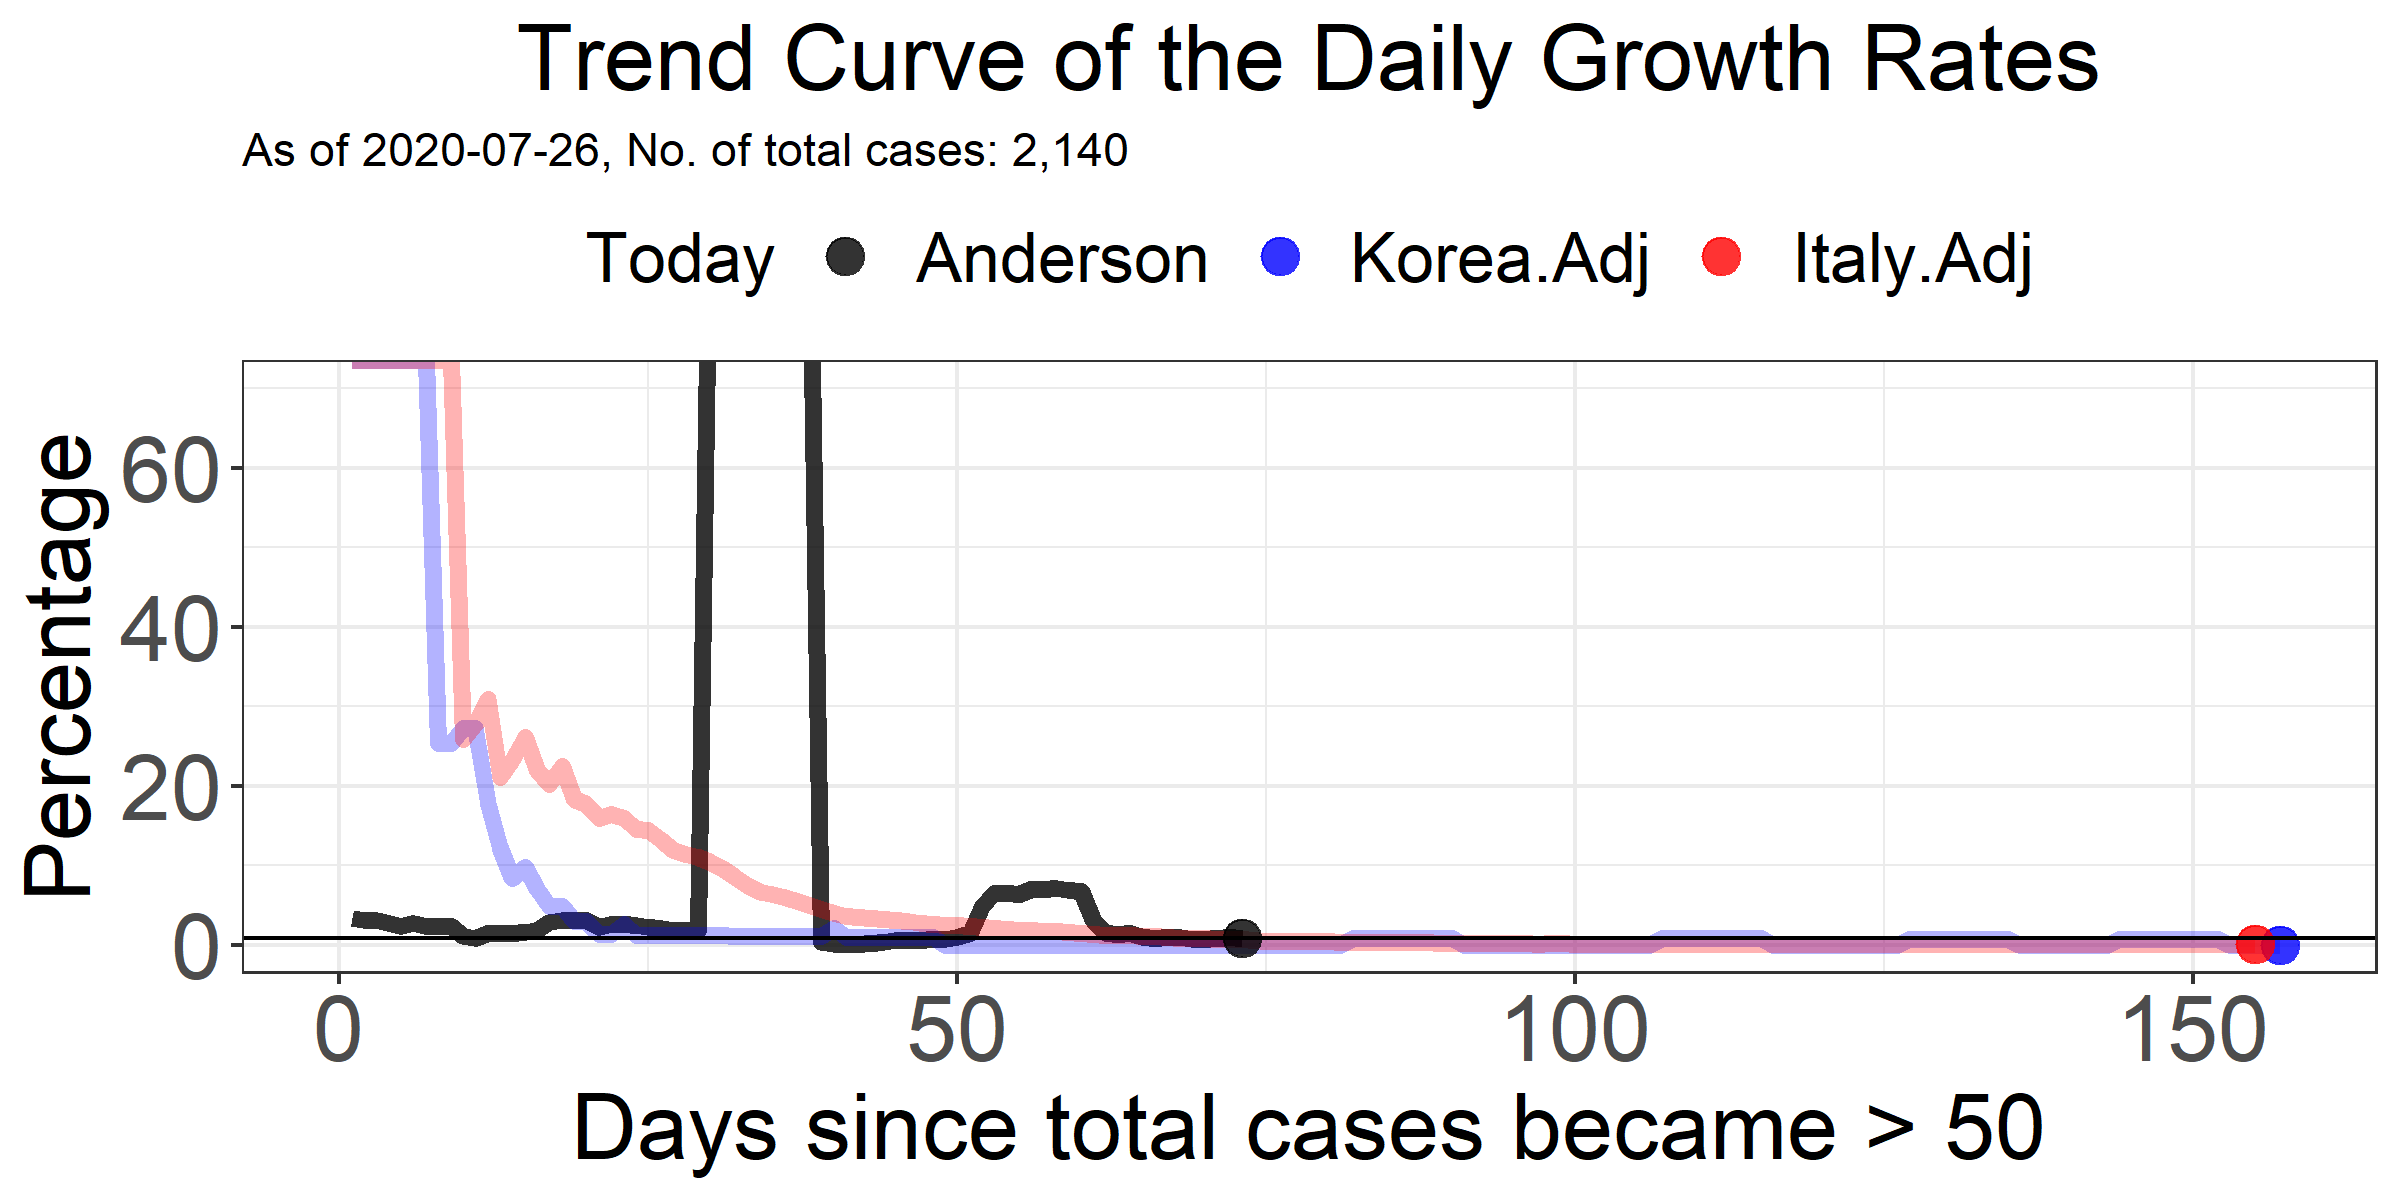 Trend Curve of the Daily Growth Rates
As of 2020-07-26, No. of total cases: 2,140
Today Anderson Korea.Adj Italy.Adj
Percentage
60
40
20
0
0 50 100 150
Days since total cases became > 50